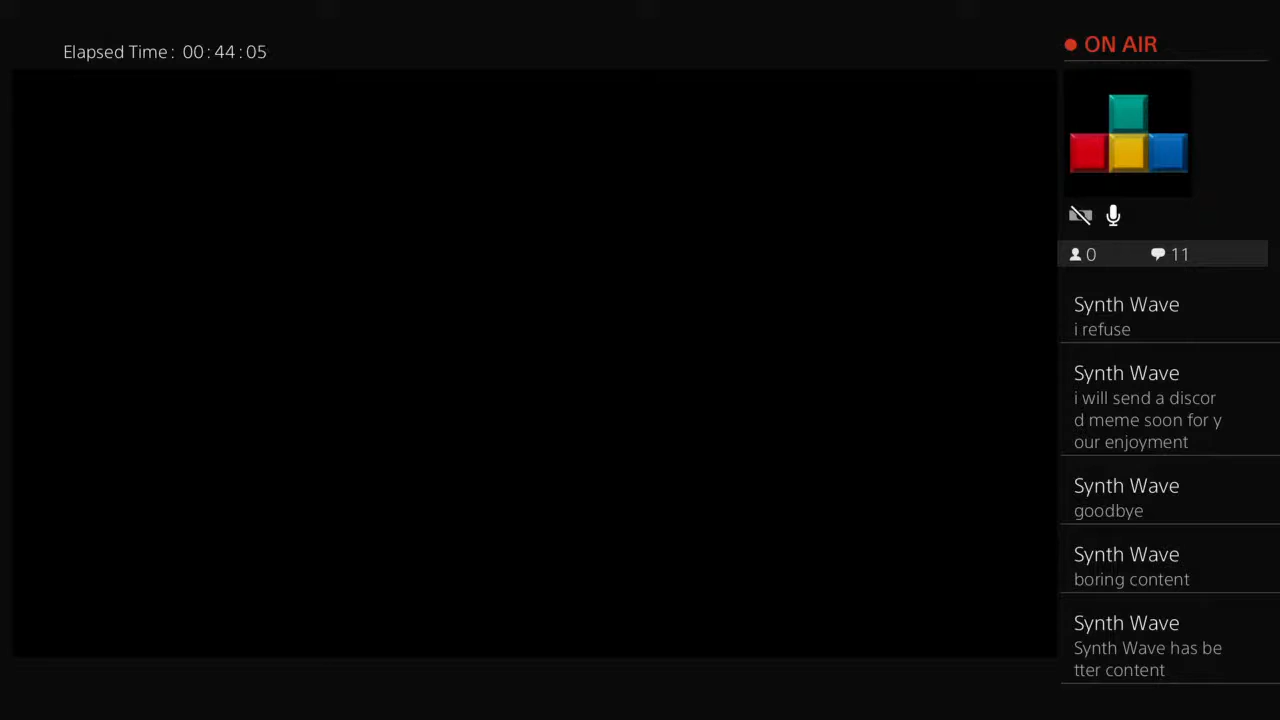 Elapsed Time: 00:44:05
ON AIR
0
11
Synth Wave
i refuse
Synth Wave
i will send a discor
d meme soon for y
our enjoyment
Synth Wave
goodbye
Synth Wave
boring content
Synth Wave
Synth Wave has be
tter content